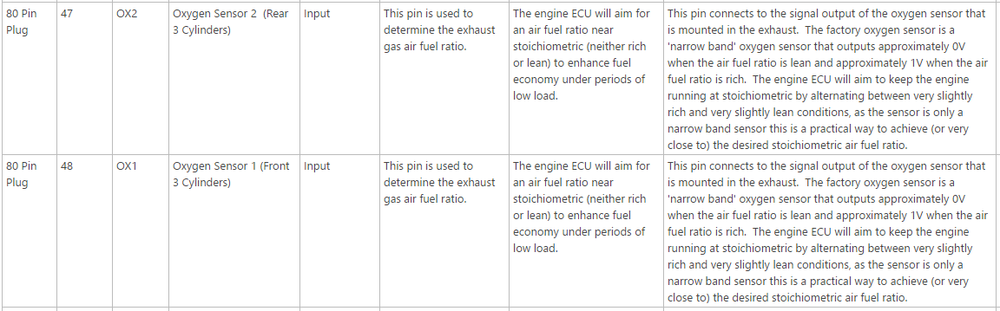 80 Pin
Plug
47
OX2
Oxygen Sensor 2  (Rear
3 Cylinders)
Input
This pin is used to
determine the exhaust
gas air fuel ratio.
The engine ECU will aim for
an air fuel ratio near
stoichiometric (neither rich
or lean) to enhance fuel
economy under periods of
low load.
This pin connects to the signal output of the oxygen sensor that
is mounted in the exhaust.  The factory oxygen sensor is a
'narrow band' oxygen sensor that outputs approximately 0V
when the air fuel ratio is lean and approximately 1V when the air
fuel ratio is rich.  The engine ECU will aim to keep the engine
running at stoichiometric by alternating between very slightly
rich and very slightly lean conditions, as the sensor is only a
narrow band sensor this is a practical way to achieve (or very
close to) the desired stoichiometric air fuel ratio.
80 Pin
Plug
48
OX1
Oxygen Sensor 1 (Front
3 Cylinders)
Input
This pin is used to
determine the exhaust
gas air fuel ratio.
The engine ECU will aim for
an air fuel ratio near
stoichiometric (neither rich
or lean) to enhance fuel
economy under periods of
low load.
This pin connects to the signal output of the oxygen sensor that
is mounted in the exhaust.  The factory oxygen sensor is a
'narrow band' oxygen sensor that outputs approximately 0V
when the air fuel ratio is lean and approximately 1V when the air
fuel ratio is rich.  The engine ECU will aim to keep the engine
running at stoichiometric by alternating between very slightly
rich and very slightly lean conditions, as the sensor is only a
narrow band sensor this is a practical way to achieve (or very
close to) the desired stoichiometric air fuel ratio.